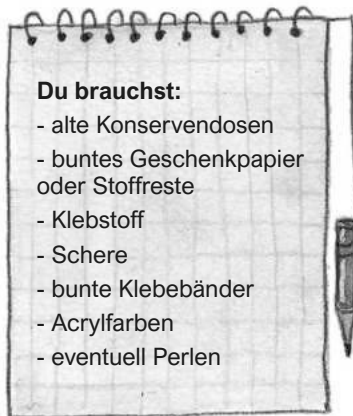 Du brauchst:
- alte Konservendosen
- buntes Geschenkpapier
oder Stoffreste
- Klebstoff
- Schere
- bunte Klebebänder
- Acrylfarben
- eventuell Perlen